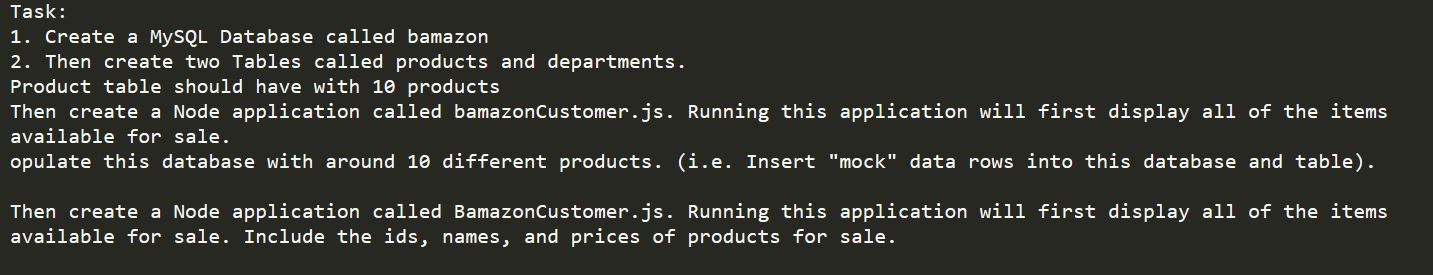 Task:
1. Create a MySQL Database called bamazon
2. Then create two Tables called products and departments.
Product table should have with 10 products
Then create a Node application called bamazonCustomer.js. Running this application will first display all of the items
available for sale.
opulate this database with around 10 different products. (i.e. Insert "mock" data rows into this database and table).
Then create a Node application called BamazonCustomer.js. Running this application will first display all of the items
available for sale. Include the ids, names, and prices of products for sale.